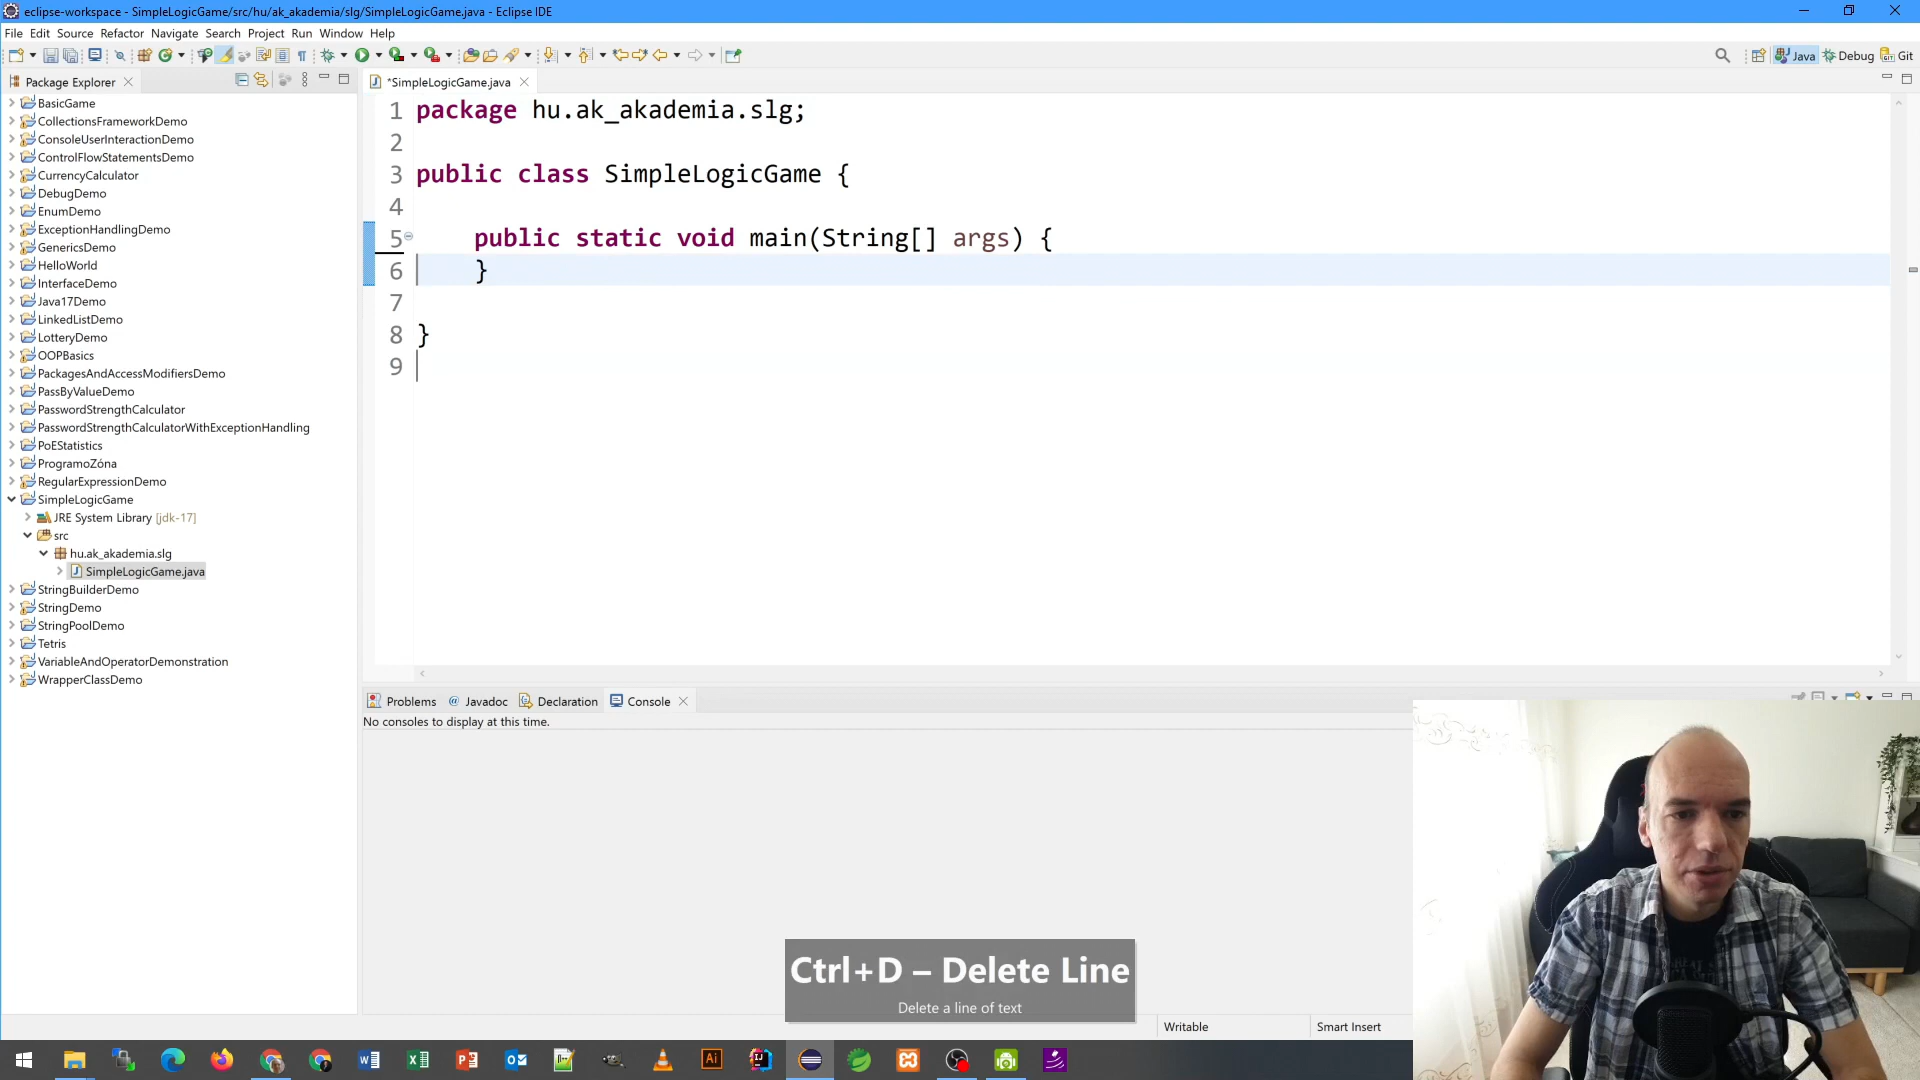 eclipse-workspace - SimpleLogicGame/src/hu/ak_akademia/slg/SimpleLogicGame.java - Eclipse IDE
File Edit Source Refactor Navigate Search Project Run Window Help
Java Debug Git
Package Explorer
*SimpleLogicGame.java
BasicGame
CollectionsFrameworkDemo
ConsoleUserInteractionDemo
ControlFlowStatementsDemo
CurrencyCalculator
DebugDemo
EnumDemo
ExceptionHandlingDemo
GenericsDemo
HelloWorld
InterfaceDemo
Java17Demo
LinkedListDemo
LotteryDemo
OOPBasics
PackagesAndAccessModifiersDemo
PassByValueDemo
PasswordStrengthCalculator
PasswordStrengthCalculatorWithExceptionHandling
PoEStatistics
ProgramoZóna
RegularExpressionDemo
SimpleLogicGame
JRE System Library [jdk-17]
src
hu.ak_akademia.slg
SimpleLogicGame.java
StringBuilderDemo
StringDemo
StringPoolDemo
Tetris
VariableAndOperatorDemonstration
WrapperClassDemo
1 package hu.ak_akademia.slg;
2
3 public class SimpleLogicGame {
4
5 public static void main(String[] args) {
6 }
7
8 }
9
Problems Javadoc Declaration Console
No consoles to display at this time.
Ctrl+D – Delete Line
Delete a line of text
Writable Smart Insert